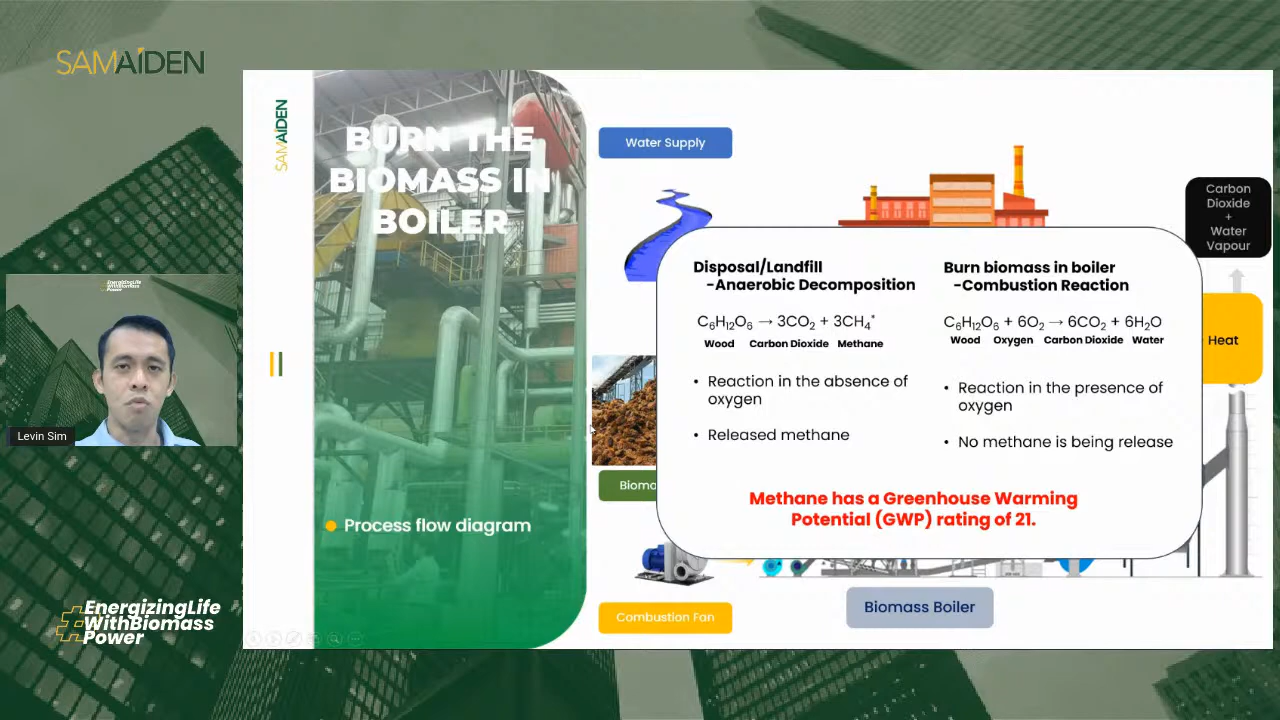 SAMAIDEN
SAMAIDEN
BURN THE
BIOMASS IN
BOILER
Process flow diagram
Water Supply
Carbon
Dioxide
+
Water
Vapour
Heat
Disposal/Landfill
-Anaerobic Decomposition
C₆H₁₂O₆ → 3CO₂ + 3CH₄*
Wood Carbon Dioxide Methane
• Reaction in the absence of
oxygen
• Released methane
Burn biomass in boiler
-Combustion Reaction
C₆H₁₂O₆ + 6O₂ → 6CO₂ + 6H₂O
Wood Oxygen Carbon Dioxide Water
• Reaction in the presence of
oxygen
• No methane is being release
Methane has a Greenhouse Warming
Potential (GWP) rating of 21.
Bioma
Combustion Fan
Biomass Boiler
#EnergizingLife
WithBiomass
Power
Levin Sim
#EnergizingLife
WithBiomass
Power